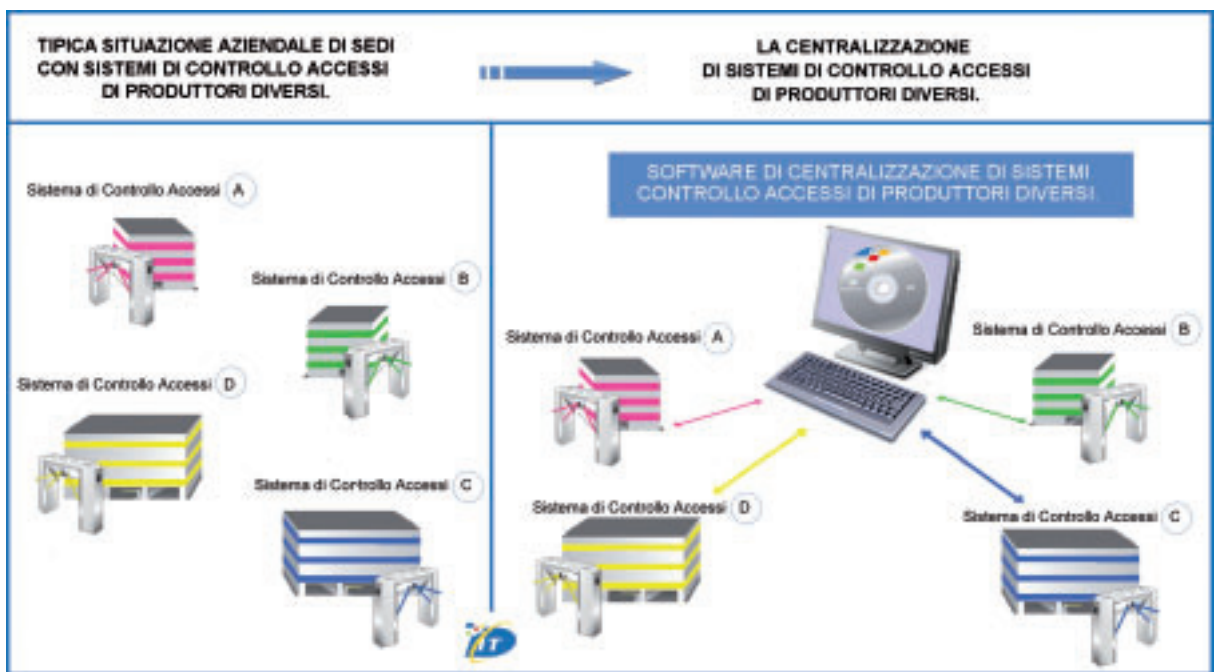 TIPICA SITUAZIONE AZIENDALE DI SEDI
CON SISTEMI DI CONTROLLO ACCESSI
DI PRODUTTORI DIVERSI.
LA CENTRALIZZAZIONE
DI SISTEMI DI CONTROLLO ACCESSI
DI PRODUTTORI DIVERSI.
Sistema di Controllo Accessi A
Sistema di Controllo Accessi B
Sistema di Controllo Accessi D
Sistema di Controllo Accessi C
SOFTWARE DI CENTRALIZZAZIONE DI SISTEMI
CONTROLLO ACCESSI DI PRODUTTORI DIVERSI.
Sistema di Controllo Accessi A
Sistema di Controllo Accessi B
Sistema di Controllo Accessi D
Sistema di Controllo Accessi C
IT